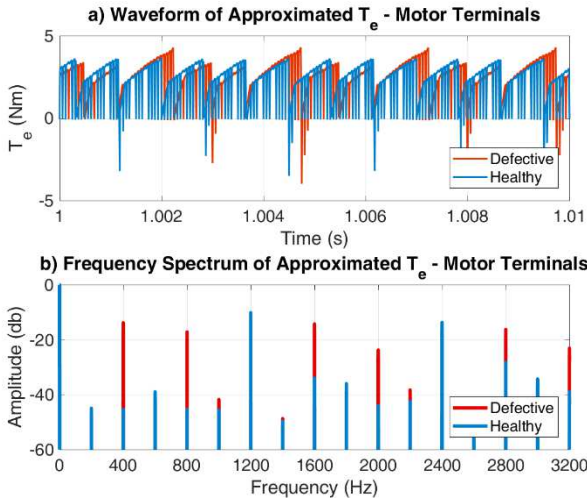 a) Waveform of Approximated T_e - Motor Terminals
5
0
-5
T_e (Nm)
Defective
Healthy
1
1.002
1.004
1.006
1.008
1.01
Time (s)
b) Frequency Spectrum of Approximated T_e - Motor Terminals
0
-20
-40
-60
Amplitude (db)
Defective
Healthy
0
400
800
1200
1600
2000
2400
2800
3200
Frequency (Hz)